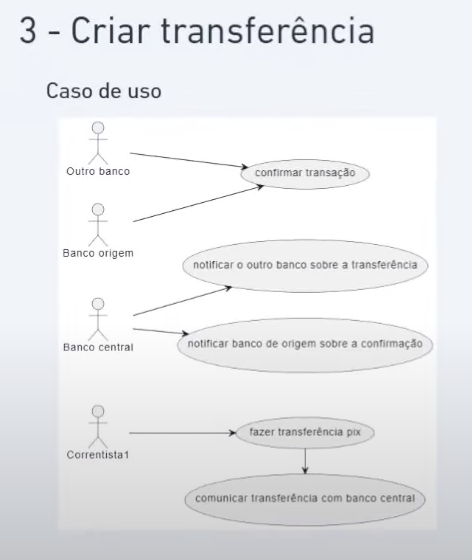 3 - Criar transferência
Caso de uso
Outro banco
confirmar transação
Banco origem
notificar o outro banco sobre a transferência
Banco central
notificar banco de origem sobre a confirmação
Correntista1
fazer transferência pix
comunicar transferência com banco central